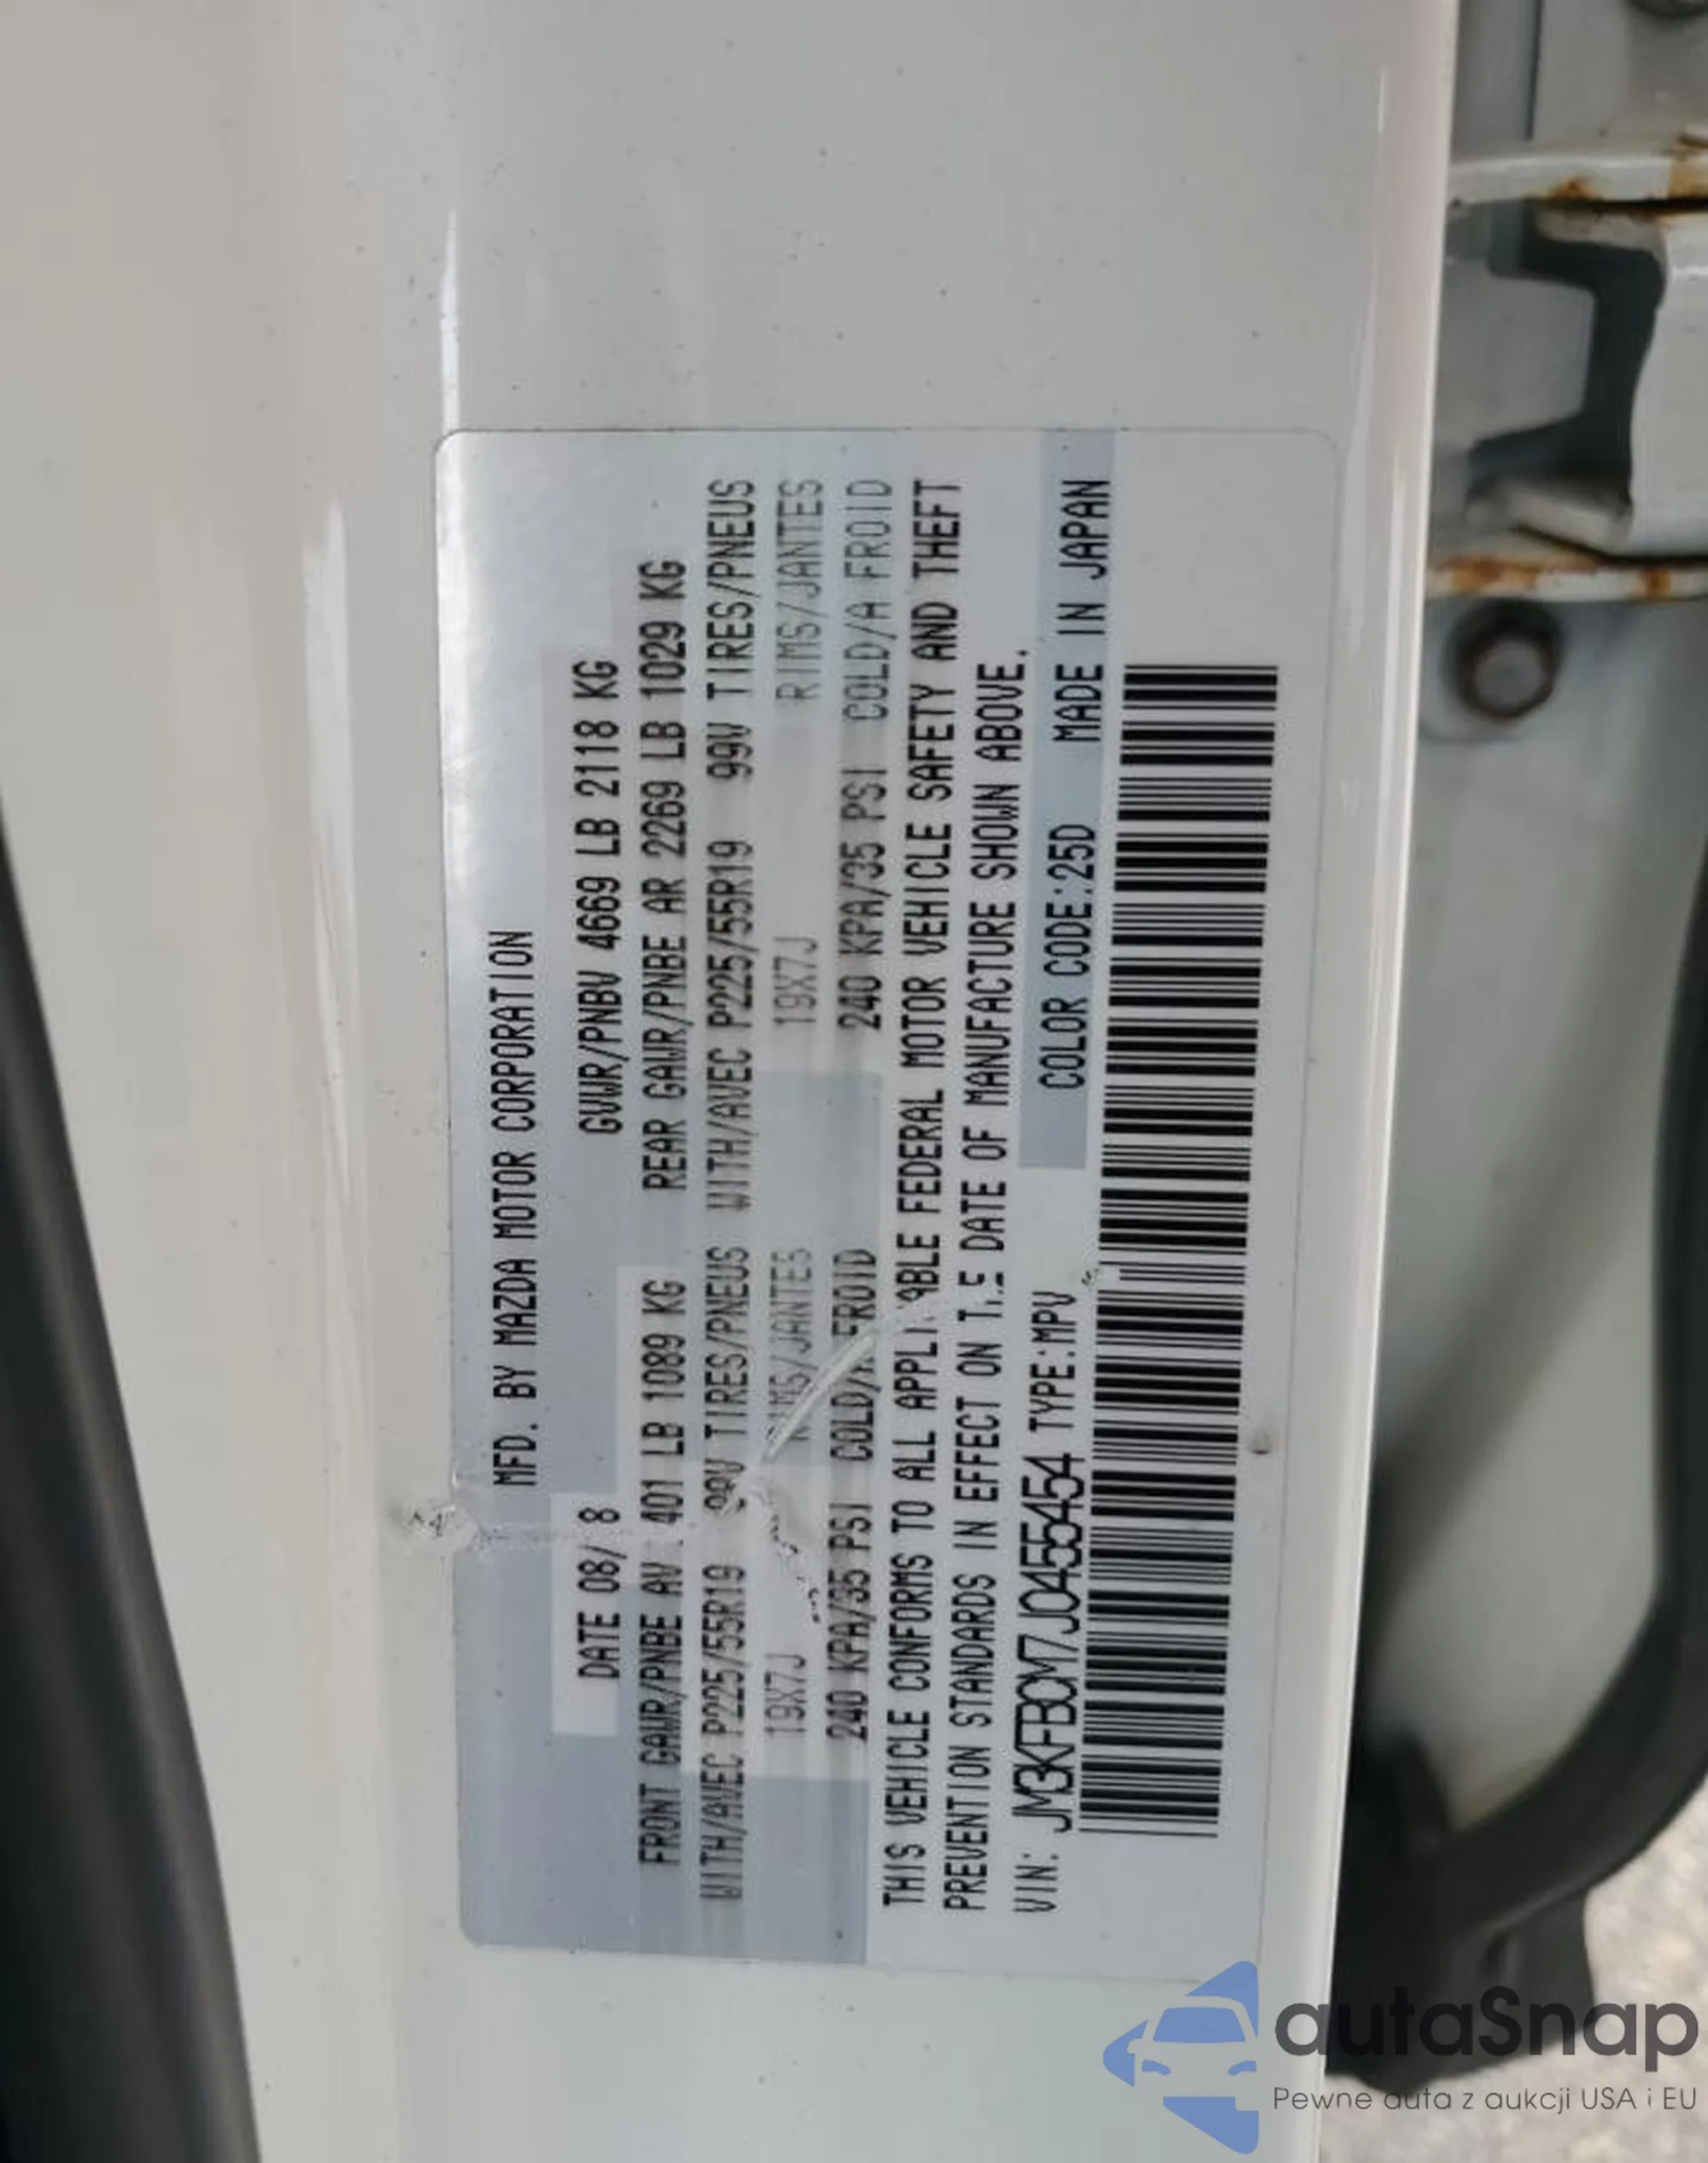 MFD. BY MAZDA MOTOR CORPORATION
DATE 08/ 8 GVWR/PNBV 4669 LB 2118 KG
FRONT GAWR/PNBE AV 401 LB 1089 KG REAR GAWR/PNBE AR 2269 LB 1029 KG
WITH/AVEC P225/55R19 99V TIRES/PNEUS WITH/AVEC P225/55R19 99V TIRES/PNEUS
19X7J RIMS/JANTES 19X7J RIMS/JANTES
240 KPA/35 PSI COLD/A FROID 240 KPA/35 PSI COLD/A FROID
THIS VEHICLE CONFORMS TO ALL APPLICABLE FEDERAL MOTOR VEHICLE SAFETY AND THEFT
PREVENTION STANDARDS IN EFFECT ON THE DATE OF MANUFACTURE SHOWN ABOVE.
VIN: JM3KFBCM7J0455454 TYPE:MPV COLOR CODE:25D MADE IN JAPAN
autaSnap
Pewne auta z aukcji USA i EU